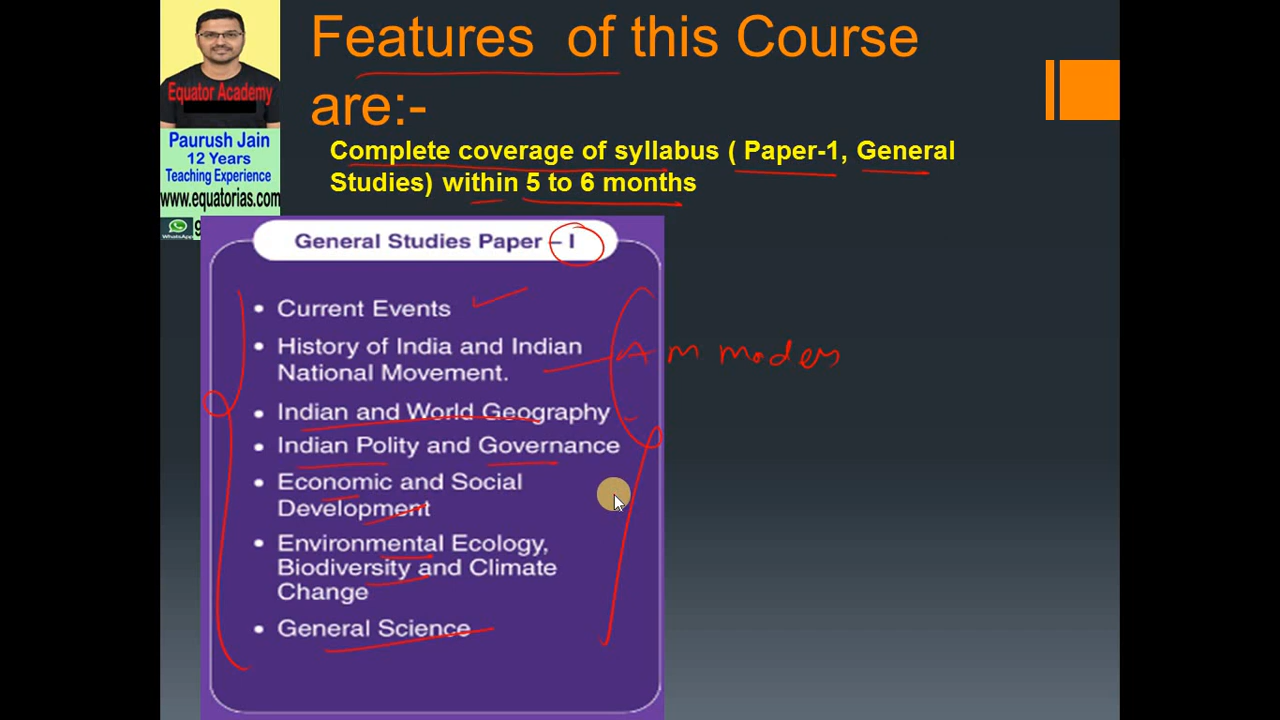 Features of this Course
are:-
Equator Academy
Paurush Jain
12 Years
Teaching Experience
www.equatorias.com
WhatsApp
Complete coverage of syllabus ( Paper-1, General
Studies) within 5 to 6 months
General Studies Paper – I
• Current Events
• History of India and Indian
National Movement.
A M modern
• Indian and World Geography
• Indian Polity and Governance
• Economic and Social
Development
• Environmental Ecology,
Biodiversity and Climate
Change
• General Science